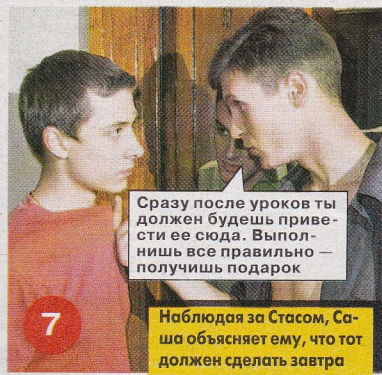 Сразу после уроков ты
должен будешь приве-
сти ее сюда. Выпол-
нишь все правильно —
получишь подарок
7
Наблюдая за Стасом, Са-
ша объясняет ему, что тот
должен сделать завтра